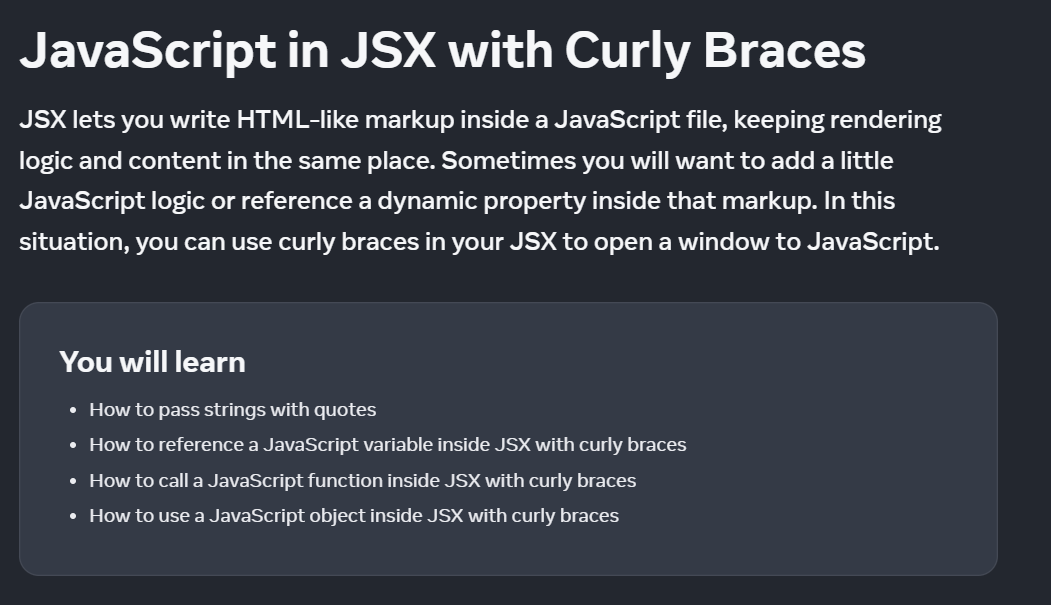 JavaScript in JSX with Curly Braces
JSX lets you write HTML-like markup inside a JavaScript file, keeping rendering
logic and content in the same place. Sometimes you will want to add a little
JavaScript logic or reference a dynamic property inside that markup. In this
situation, you can use curly braces in your JSX to open a window to JavaScript.
You will learn
• How to pass strings with quotes
• How to reference a JavaScript variable inside JSX with curly braces
• How to call a JavaScript function inside JSX with curly braces
• How to use a JavaScript object inside JSX with curly braces